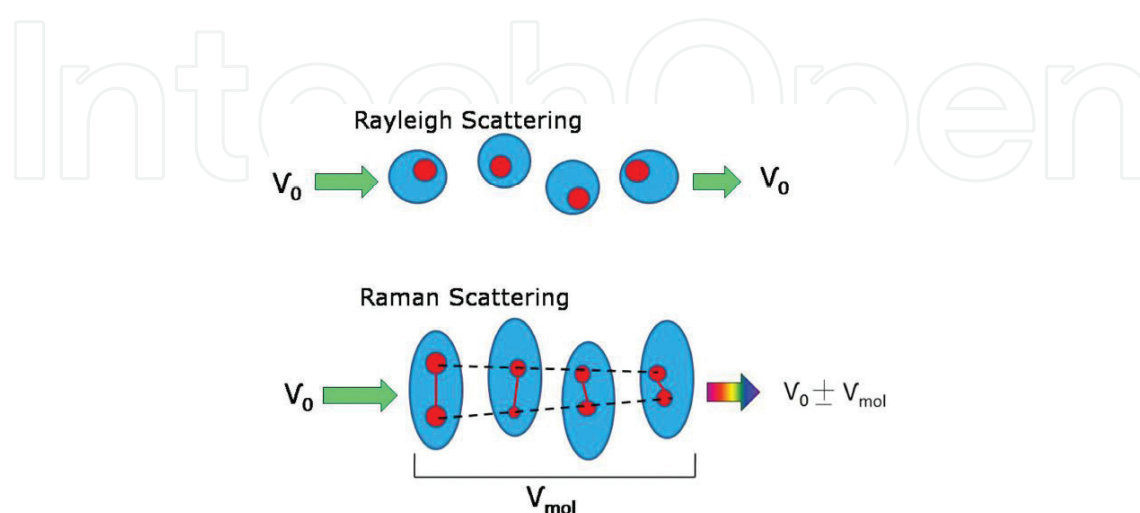 IntechOpen
Rayleigh Scattering
V₀ V₀
Raman Scattering
V₀ V₀ ± Vmol
Vmol